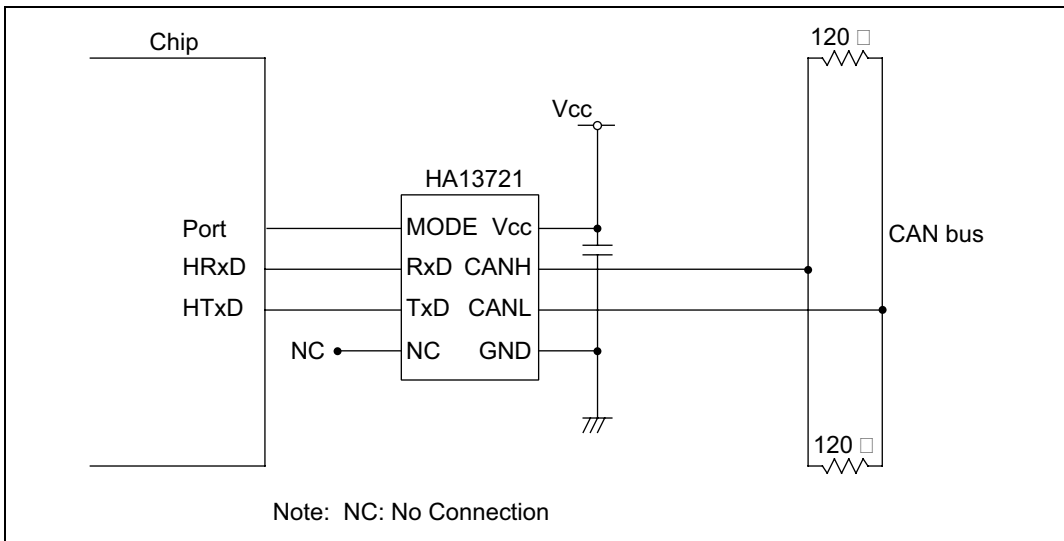 Chip
120 □
Vcc
HA13721
Port
MODE Vcc
CAN bus
HRxD
RxD CANH
HTxD
TxD CANL
NC
NC GND
120 □
Note: NC: No Connection